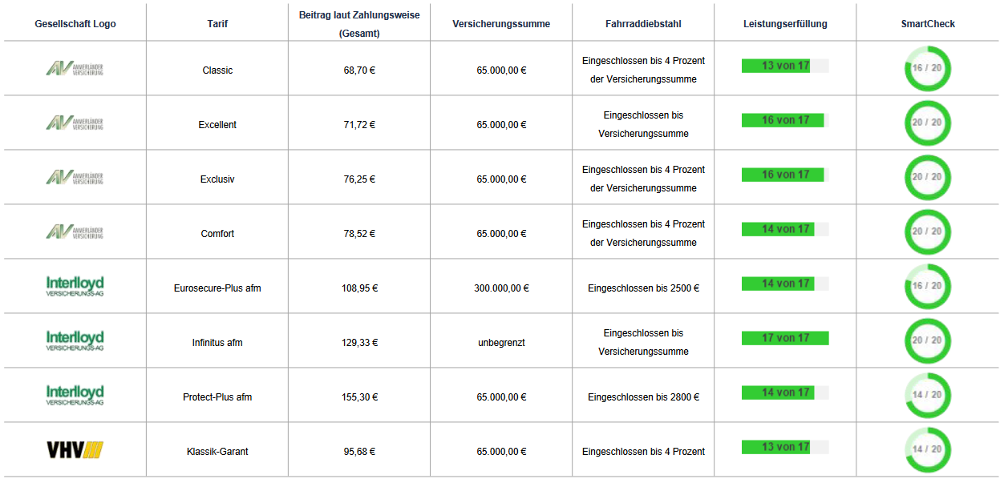 Gesellschaft Logo Tarif Beitrag laut Zahlungsweise (Gesamt) Versicherungssumme Fahrraddiebstahl Leistungserfüllung SmartCheck
AV AMMERLÄNDER VERSICHERUNG Classic 68,70 € 65.000,00 € Eingeschlossen bis 4 Prozent der Versicherungssumme 13 von 17 16 / 20
AV AMMERLÄNDER VERSICHERUNG Excellent 71,72 € 65.000,00 € Eingeschlossen bis Versicherungssumme 16 von 17 20 / 20
AV AMMERLÄNDER VERSICHERUNG Exclusiv 76,25 € 65.000,00 € Eingeschlossen bis 4 Prozent der Versicherungssumme 16 von 17 20 / 20
AV AMMERLÄNDER VERSICHERUNG Comfort 78,52 € 65.000,00 € Eingeschlossen bis 4 Prozent der Versicherungssumme 14 von 17 20 / 20
Interlloyd VERSICHERUNGS-AG Eurosecure-Plus afm 108,95 € 300.000,00 € Eingeschlossen bis 2500 € 14 von 17 16 / 20
Interlloyd VERSICHERUNGS-AG Infinitus afm 129,33 € unbegrenzt Eingeschlossen bis Versicherungssumme 17 von 17 20 / 20
Interlloyd VERSICHERUNGS-AG Protect-Plus afm 155,30 € 65.000,00 € Eingeschlossen bis 2800 € 14 von 17 14 / 20
VHV Klassik-Garant 95,68 € 65.000,00 € Eingeschlossen bis 4 Prozent 13 von 17 14 / 20